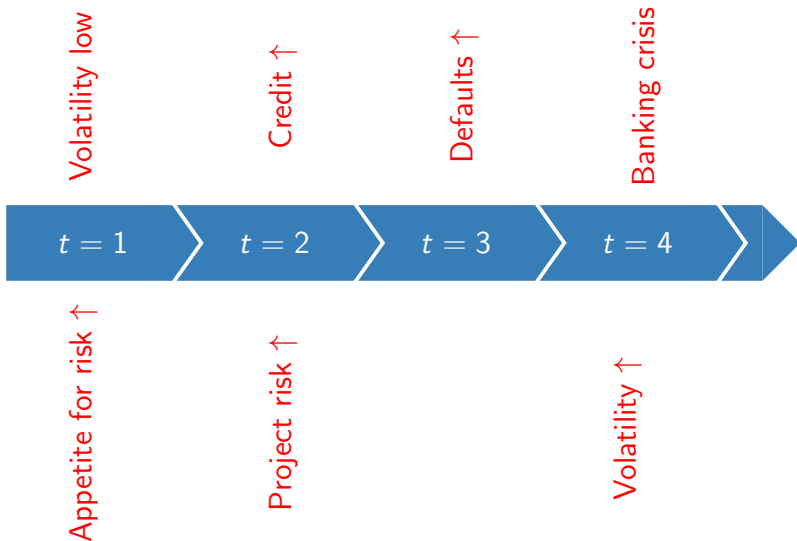 Volatility low
Credit ↑
Defaults ↑
Banking crisis
t = 1
t = 2
t = 3
t = 4
Appetite for risk ↑
Project risk ↑
Volatility ↑